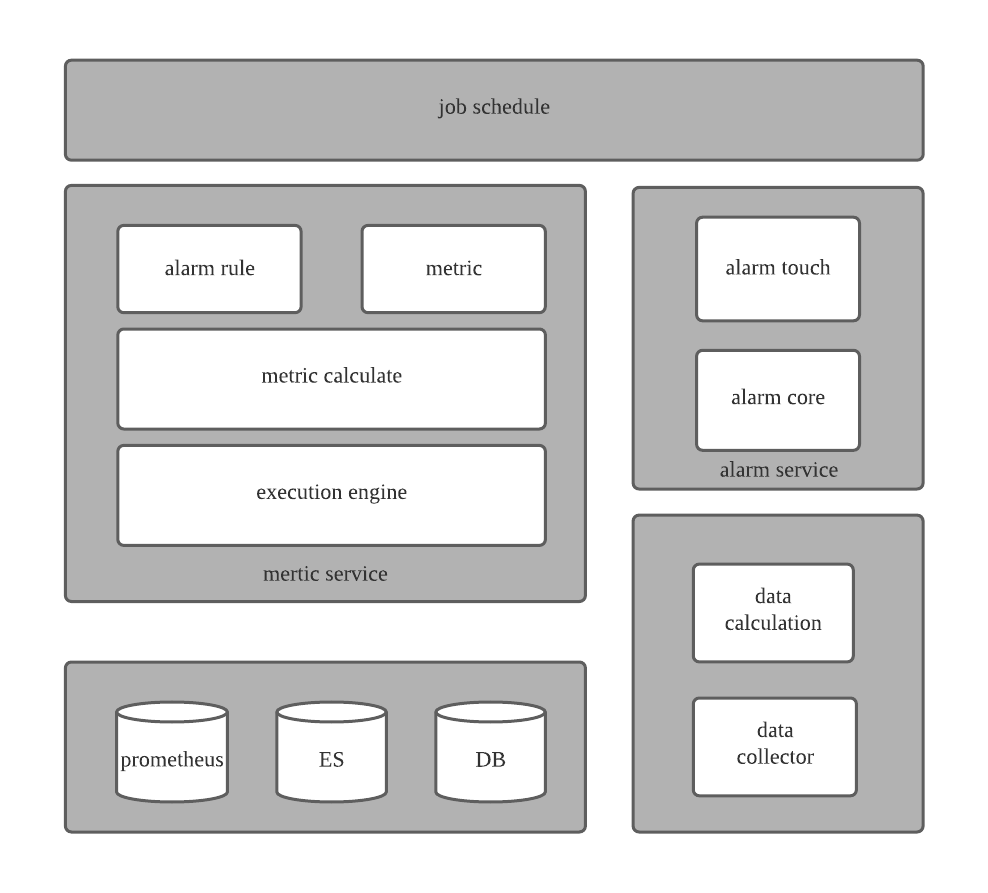 job schedule
alarm rule
metric
metric calculate
execution engine
mertic service
alarm touch
alarm core
alarm service
data
calculation
data
collector
prometheus
ES
DB